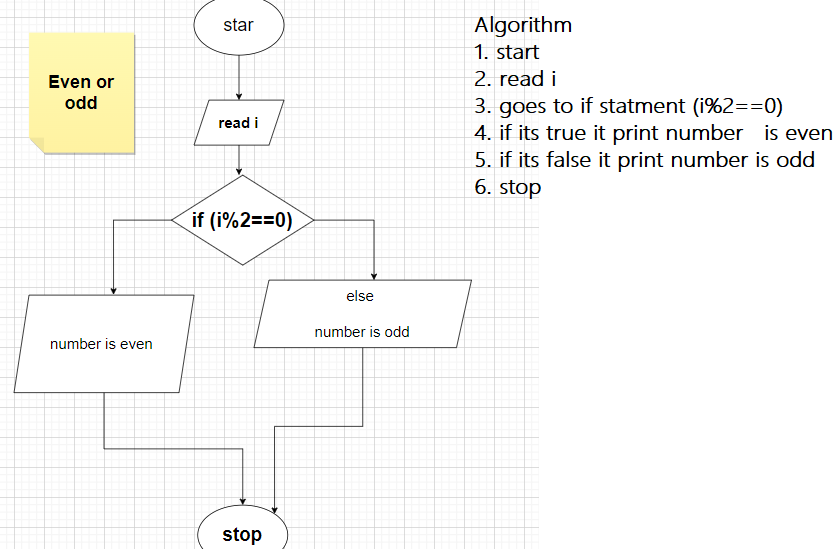 star
Even or
odd
read i
if (i%2==0)
else
number is odd
number is even
stop
Algorithm
1. start
2. read i
3. goes to if statment (i%2==0)
4. if its true it print number   is even
5. if its false it print number is odd
6. stop